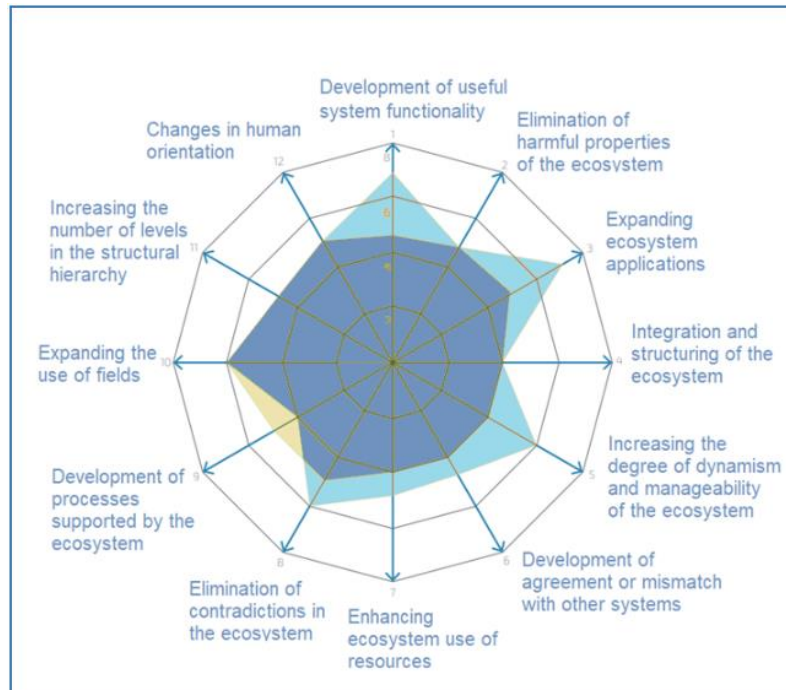 Development of useful
system functionality
1
8
Elimination of
harmful properties
of the ecosystem
2
Changes in human
orientation
12
Expanding
ecosystem
applications
3
Increasing the
number of levels
in the structural
hierarchy
11
6
4
Integration and
structuring of the
ecosystem
4
Expanding the
use of fields
10
Increasing the
degree of dynamism
and manageability
of the ecosystem
5
Development of
processes
supported by the
ecosystem
9
Development of
agreement or mismatch
with other systems
6
Elimination of
contradictions in
the ecosystem
8
Enhancing
ecosystem use of
resources
7